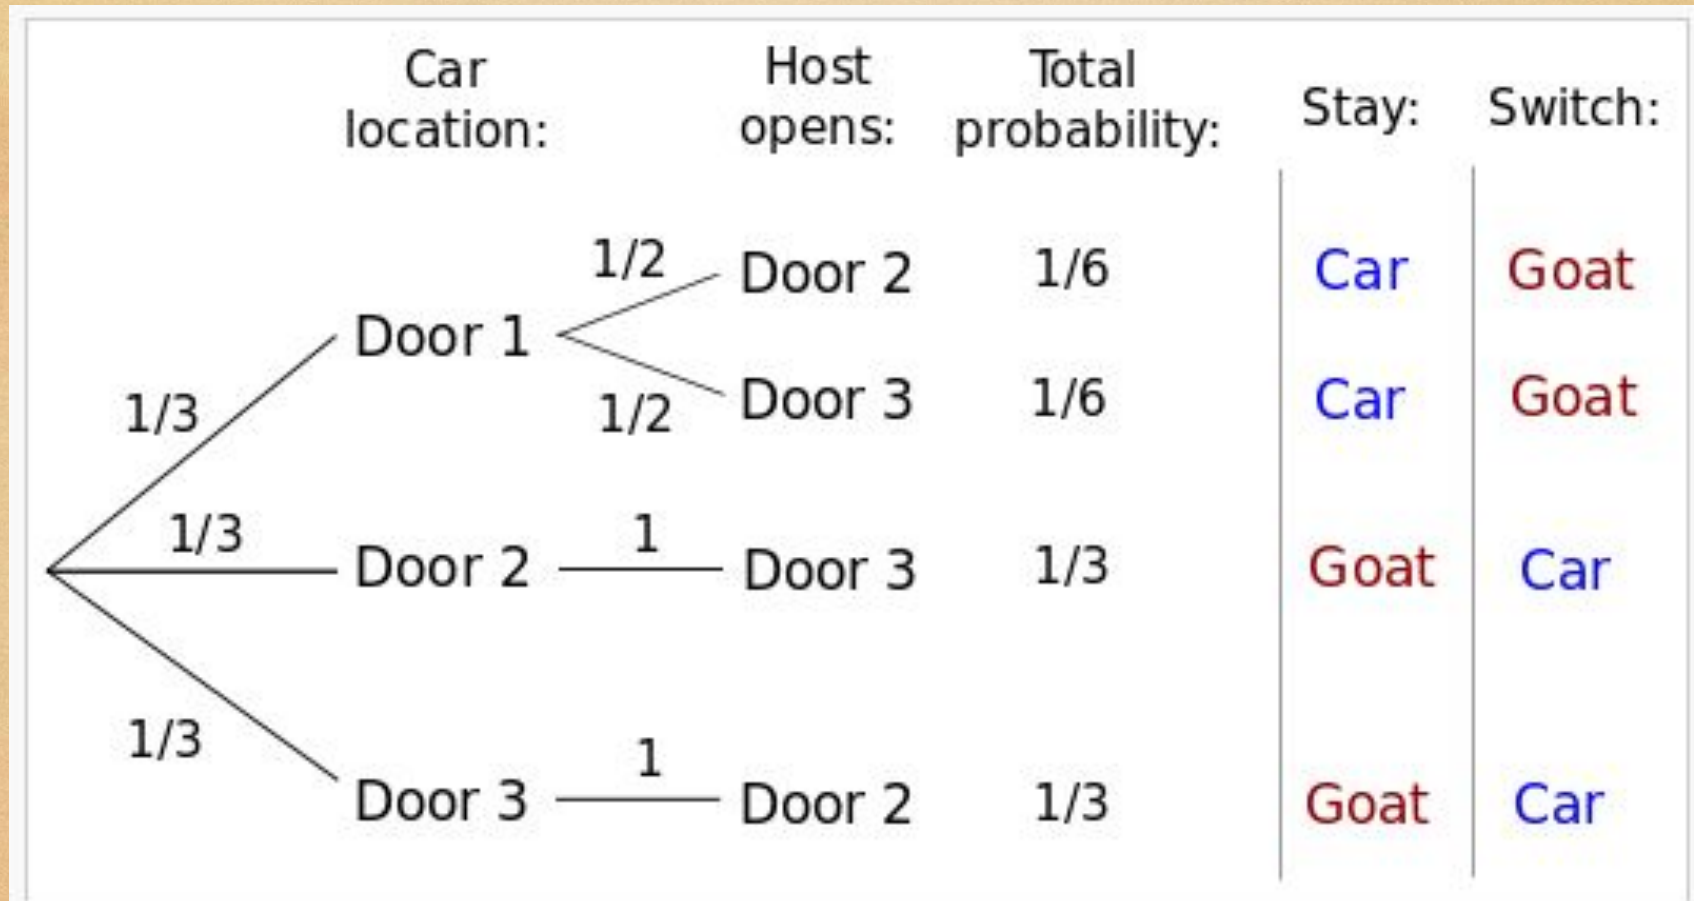 Car
location:
Host
opens:
Total
probability:
Stay:
Switch:
1/2
Door 2
1/6
Car
Goat
Door 1
1/3
1/2
Door 3
1/6
Car
Goat
1/3
Door 2
1
Door 3
1/3
Goat
Car
1/3
Door 3
1
Door 2
1/3
Goat
Car